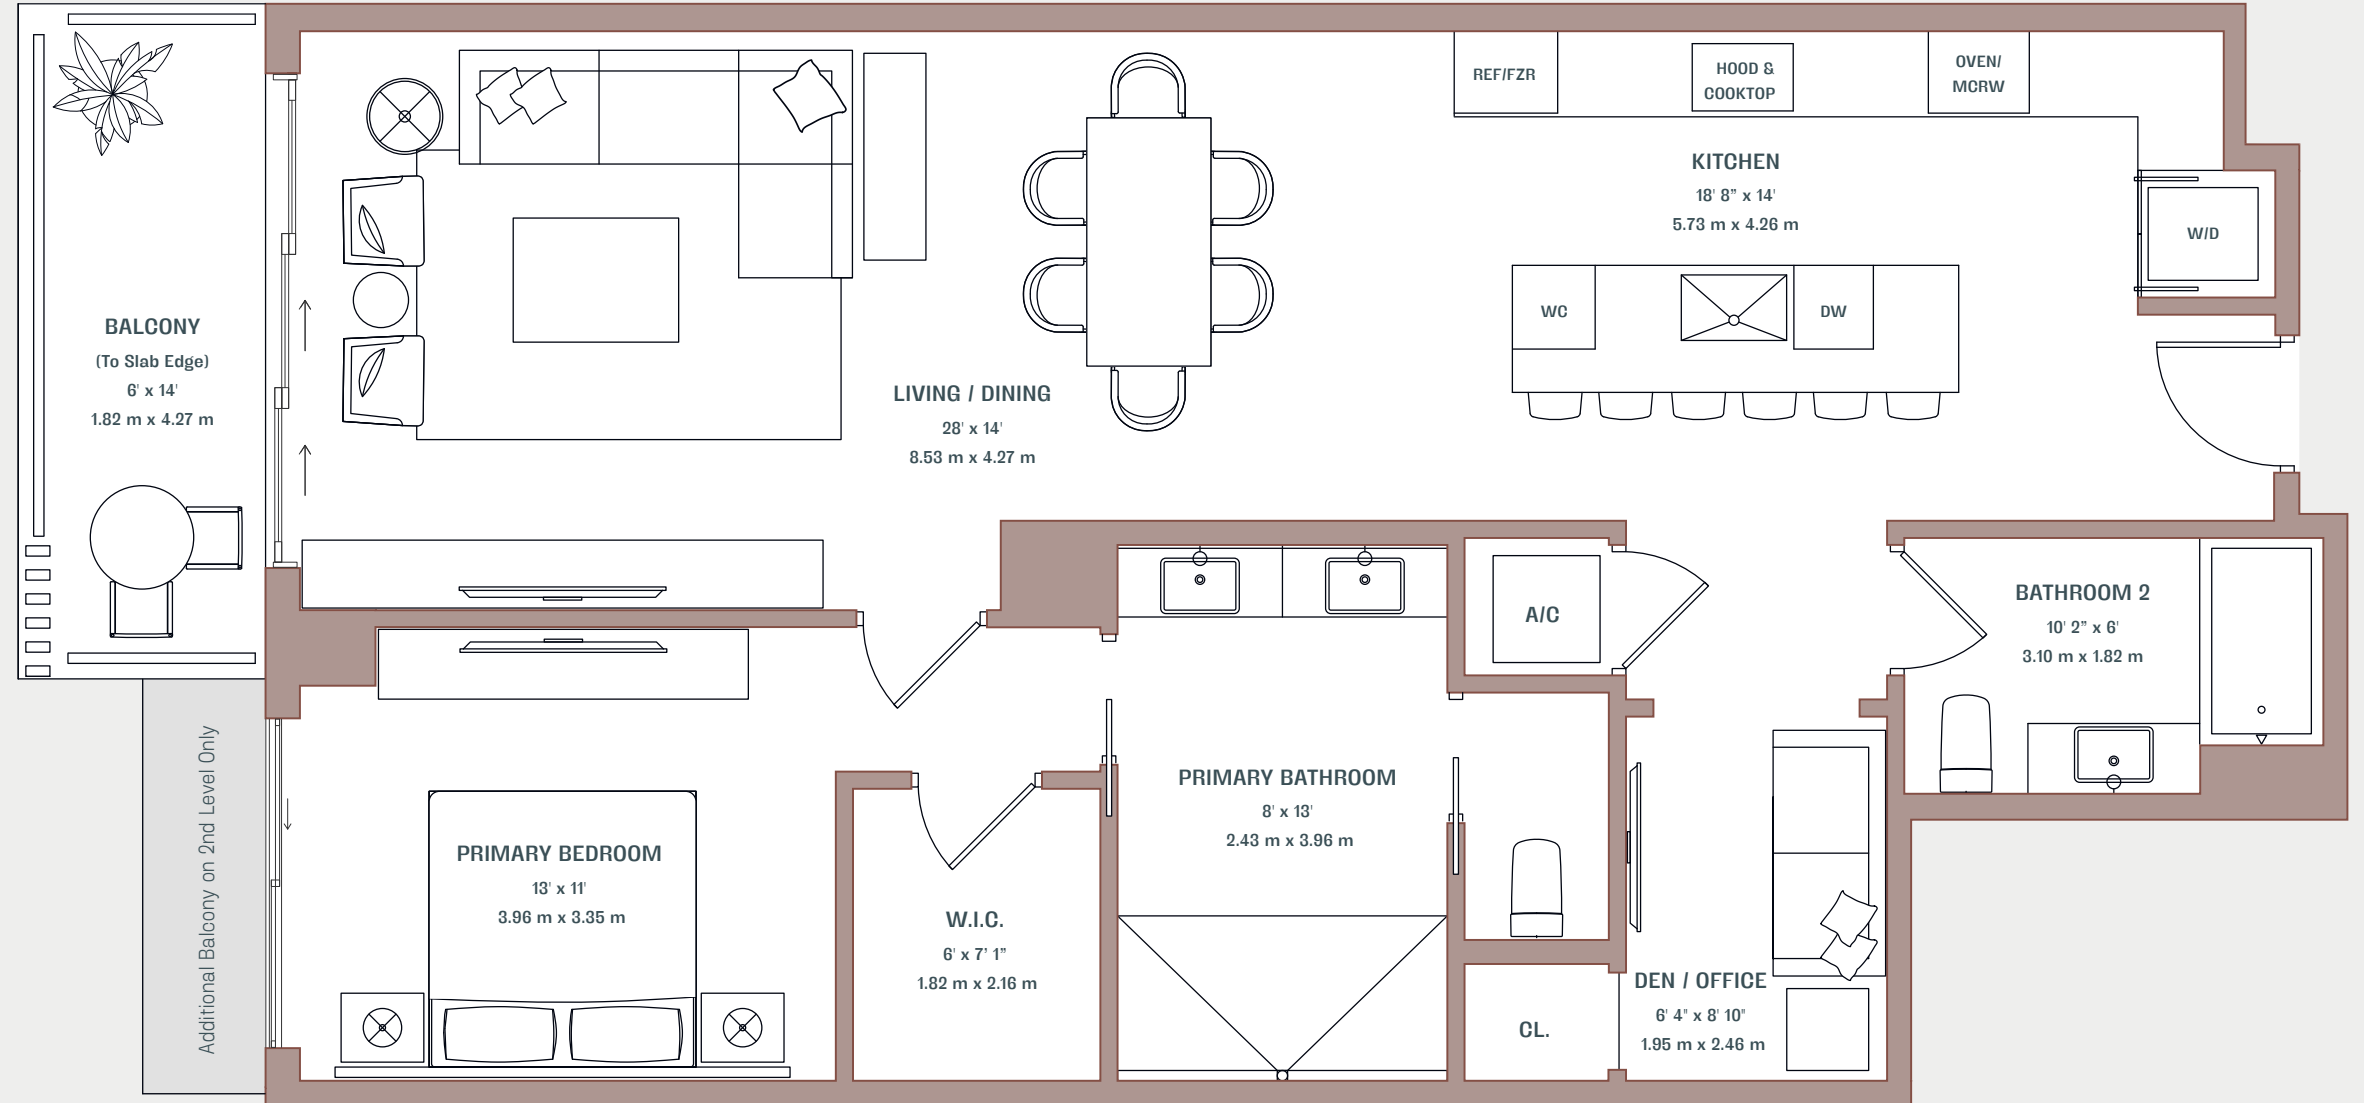 REF/FZR
HOOD &
COOKTOP
OVEN/
MCRW
KITCHEN
18' 8” x 14'
5.73 m x 4.26 m
W/D
WC
DW
BALCONY
(To Slab Edge)
6' x 14'
1.82 m x 4.27 m
LIVING / DINING
28' x 14'
8.53 m x 4.27 m
A/C
BATHROOM 2
10' 2” x 6'
3.10 m x 1.82 m
PRIMARY BATHROOM
8' x 13'
2.43 m x 3.96 m
PRIMARY BEDROOM
13' x 11'
3.96 m x 3.35 m
W.I.C.
6' x 7’ 1”
1.82 m x 2.16 m
DEN / OFFICE
6' 4" x 8' 10"
1.95 m x 2.46 m
CL.
Additional Balcony on 2nd Level Only